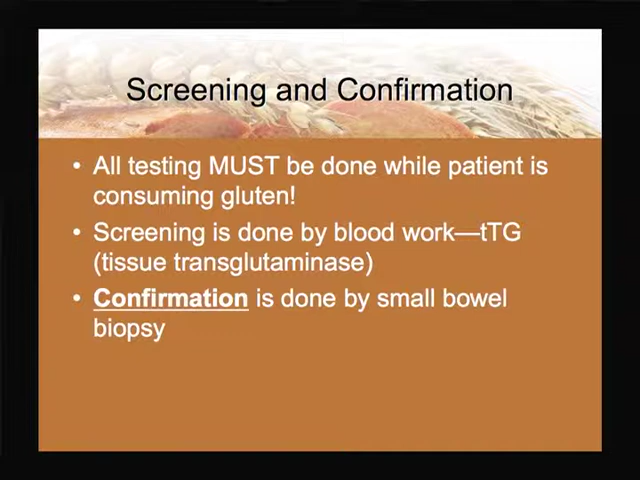 Screening and Confirmation
• All testing MUST be done while patient is
consuming gluten!
• Screening is done by blood work—tTG
(tissue transglutaminase)
• Confirmation is done by small bowel
biopsy